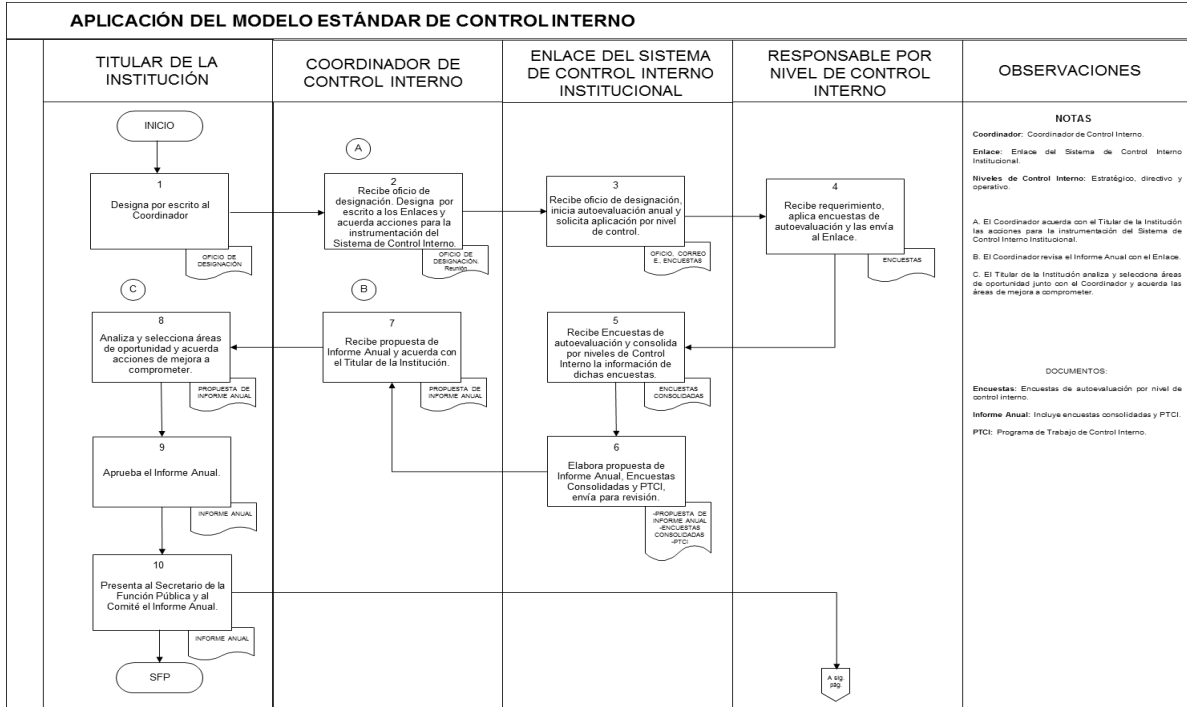 APLICACIÓN DEL MODELO ESTÁNDAR DE CONTROL INTERNO
TITULAR DE LA
INSTITUCIÓN
COORDINADOR DE
CONTROL INTERNO
ENLACE DEL SISTEMA
DE CONTROL INTERNO
INSTITUCIONAL
RESPONSABLE POR
NIVEL DE CONTROL
INTERNO
OBSERVACIONES
INICIO
1
Designa por escrito al
Coordinador
OFICIO DE
DESIGNACIÓN
A
2
Recibe oficio de
designación. Designa por
escrito a los Enlaces y
acuerda acciones para la
instrumentación del
Sistema de Control Interno.
OFICIO DE
DESIGNACIÓN,
Reunión
3
Recibe oficio de designación,
inicia autoevaluación anual y
solicita aplicación por nivel
de control.
OFICIO, CORREO
E., ENCUESTAS
4
Recibe requerimiento,
aplica encuestas de
autoevaluación y las envía
al Enlace.
ENCUESTAS
C
8
Analiza y selecciona áreas
de oportunidad y acuerda
acciones de mejora a
comprometer.
PROPUESTA DE
INFORME ANUAL
B
7
Recibe propuesta de
Informe Anual y acuerda con
el Titular de la Institución.
PROPUESTA DE
INFORME ANUAL
5
Recibe Encuestas de
autoevaluación y consolida
por niveles de Control
Interno la información de
dichas encuestas.
ENCUESTAS
CONSOLIDADAS
9
Aprueba el Informe Anual.
INFORME ANUAL
6
Elabora propuesta de
Informe Anual, Encuestas
Consolidadas y PTCI,
envía para revisión.
-PROPUESTA DE
INFORME ANUAL
-ENCUESTAS
CONSOLIDADAS
-PTCI
10
Presenta al Secretario de la
Función Pública y al
Comité el Informe Anual.
INFORME ANUAL
SFP
A sig.
pág.
NOTAS
Coordinador: Coordinador de Control Interno.
Enlace: Enlace del Sistema de Control Interno
Institucional.
Niveles de Control Interno: Estratégico, directivo y
operativo.
A. El Coordinador acuerda con el Titular de la Institución
las acciones para la instrumentación del Sistema de
Control Interno Institucional.
B. El Coordinador revisa el Informe Anual con el Enlace.
C. El Titular de la Institución analiza y selecciona áreas
de oportunidad junto con el Coordinador y acuerda las
áreas de mejora a comprometer.
DOCUMENTOS:
Encuestas: Encuestas de autoevaluación por nivel de
control interno.
Informe Anual: Incluye encuestas consolidadas y PTCI.
PTCI: Programa de Trabajo de Control Interno.